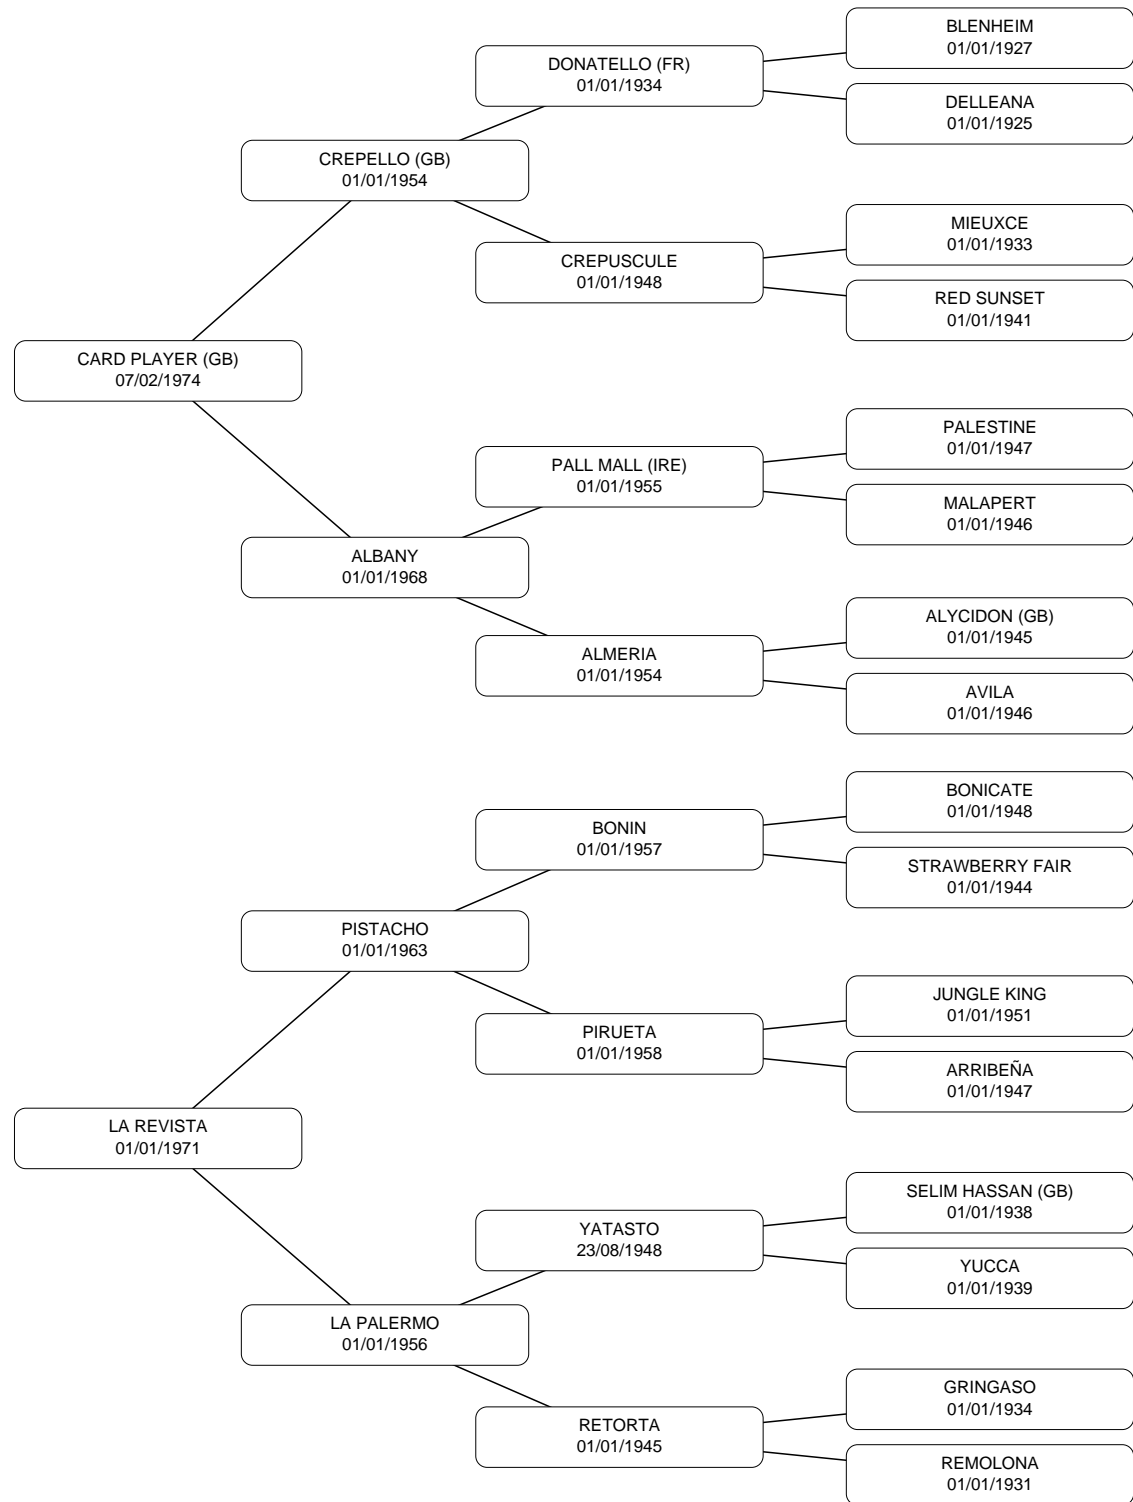 BLENHEIM
01/01/1927
DONATELLO (FR)
01/01/1934
DELLEANA
01/01/1925
CREPELLO (GB)
01/01/1954
MIEUXCE
01/01/1933
CREPUSCULE
01/01/1948
RED SUNSET
01/01/1941
CARD PLAYER (GB)
07/02/1974
PALESTINE
01/01/1947
PALL MALL (IRE)
01/01/1955
MALAPERT
01/01/1946
ALBANY
01/01/1968
ALYCIDON (GB)
01/01/1945
ALMERIA
01/01/1954
AVILA
01/01/1946
BONICATE
01/01/1948
BONIN
01/01/1957
STRAWBERRY FAIR
01/01/1944
PISTACHO
01/01/1963
JUNGLE KING
01/01/1951
PIRUETA
01/01/1958
ARRIBEÑA
01/01/1947
LA REVISTA
01/01/1971
SELIM HASSAN (GB)
01/01/1938
YATASTO
23/08/1948
YUCCA
01/01/1939
LA PALERMO
01/01/1956
GRINGASO
01/01/1934
RETORTA
01/01/1945
REMOLONA
01/01/1931